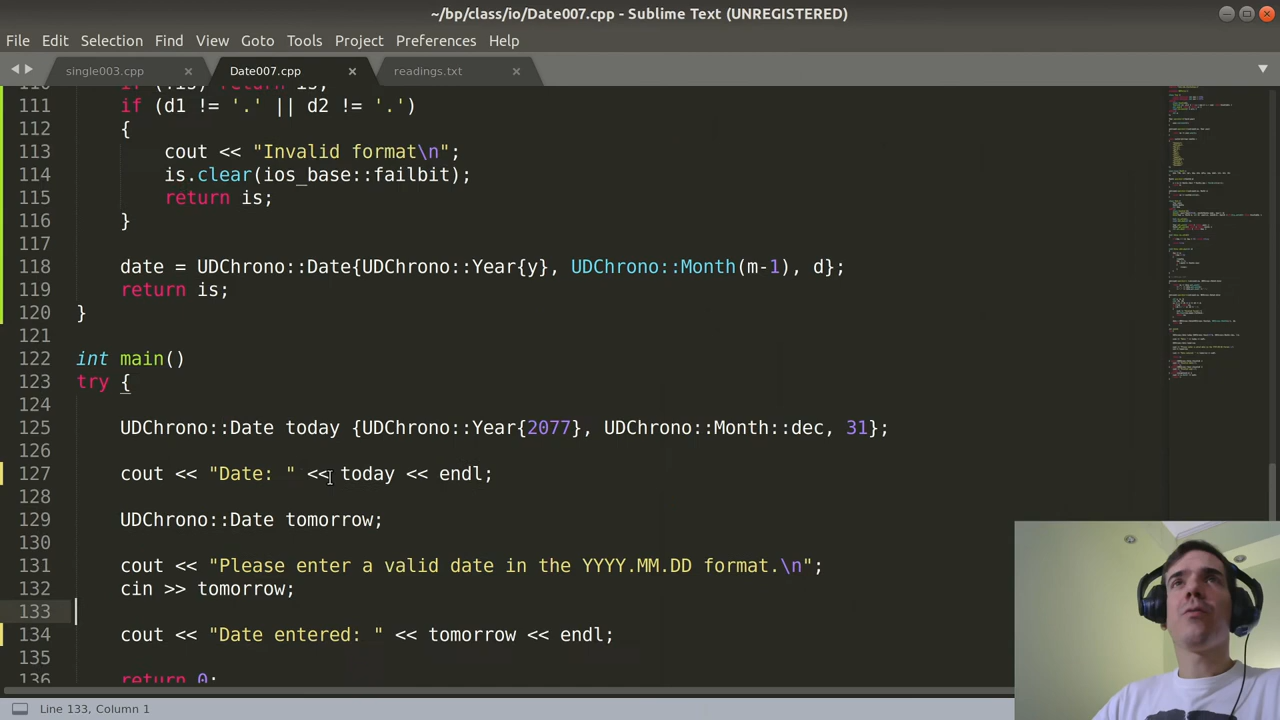 ~/bp/class/io/Date007.cpp - Sublime Text (UNREGISTERED)
File Edit Selection Find View Goto Tools Project Preferences Help
single003.cpp Date007.cpp readings.txt
110 if (!is) return is;
111 if (d1 != '.' || d2 != '.')
112 {
113 cout << "Invalid format\n";
114 is.clear(ios_base::failbit);
115 return is;
116 }
117
118 date = UDChrono::Date{UDChrono::Year{y}, UDChrono::Month(m-1), d};
119 return is;
120 }
121
122 int main()
123 try {
124
125 UDChrono::Date today {UDChrono::Year{2077}, UDChrono::Month::dec, 31};
126
127 cout << "Date: " << today << endl;
128
129 UDChrono::Date tomorrow;
130
131 cout << "Please enter a valid date in the YYYY.MM.DD format.\n";
132 cin >> tomorrow;
133
134 cout << "Date entered: " << tomorrow << endl;
135
136 return 0;
Line 133, Column 1